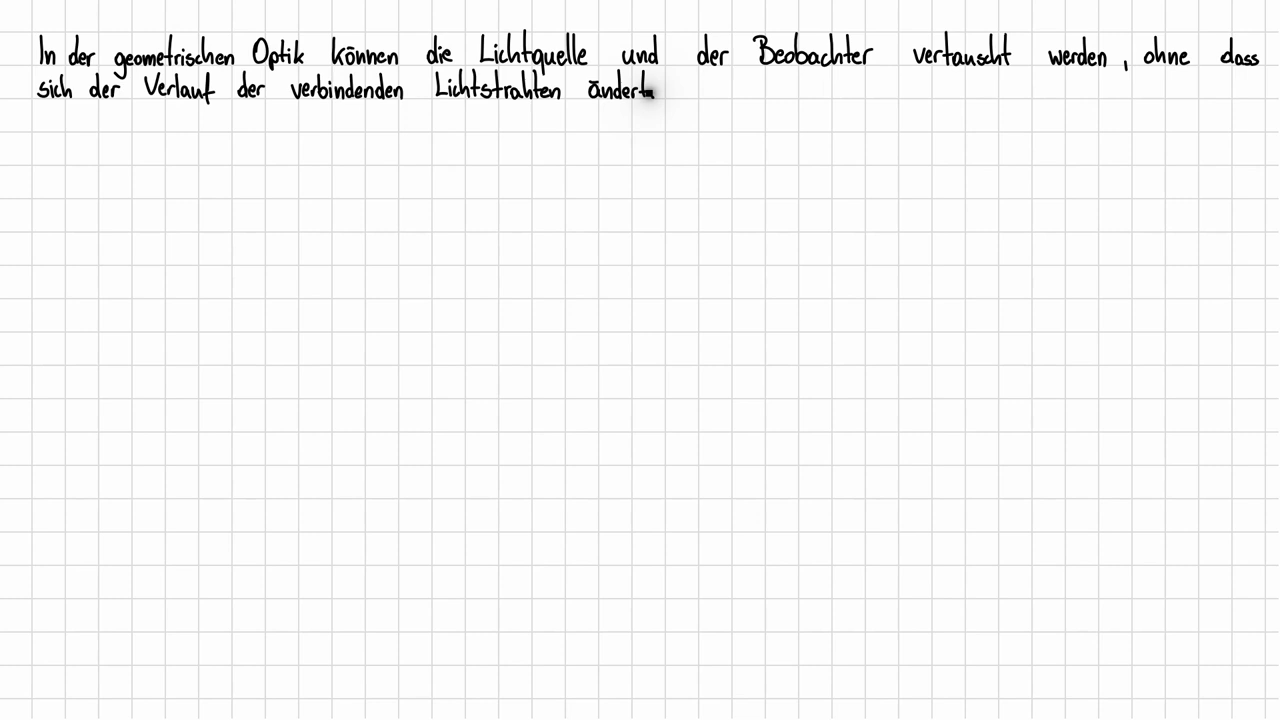 In der geometrischen Optik können die Lichtquelle und der Beobachter vertauscht werden, ohne dass
sich der Verlauf der verbindenden Lichtstrahlen ändert